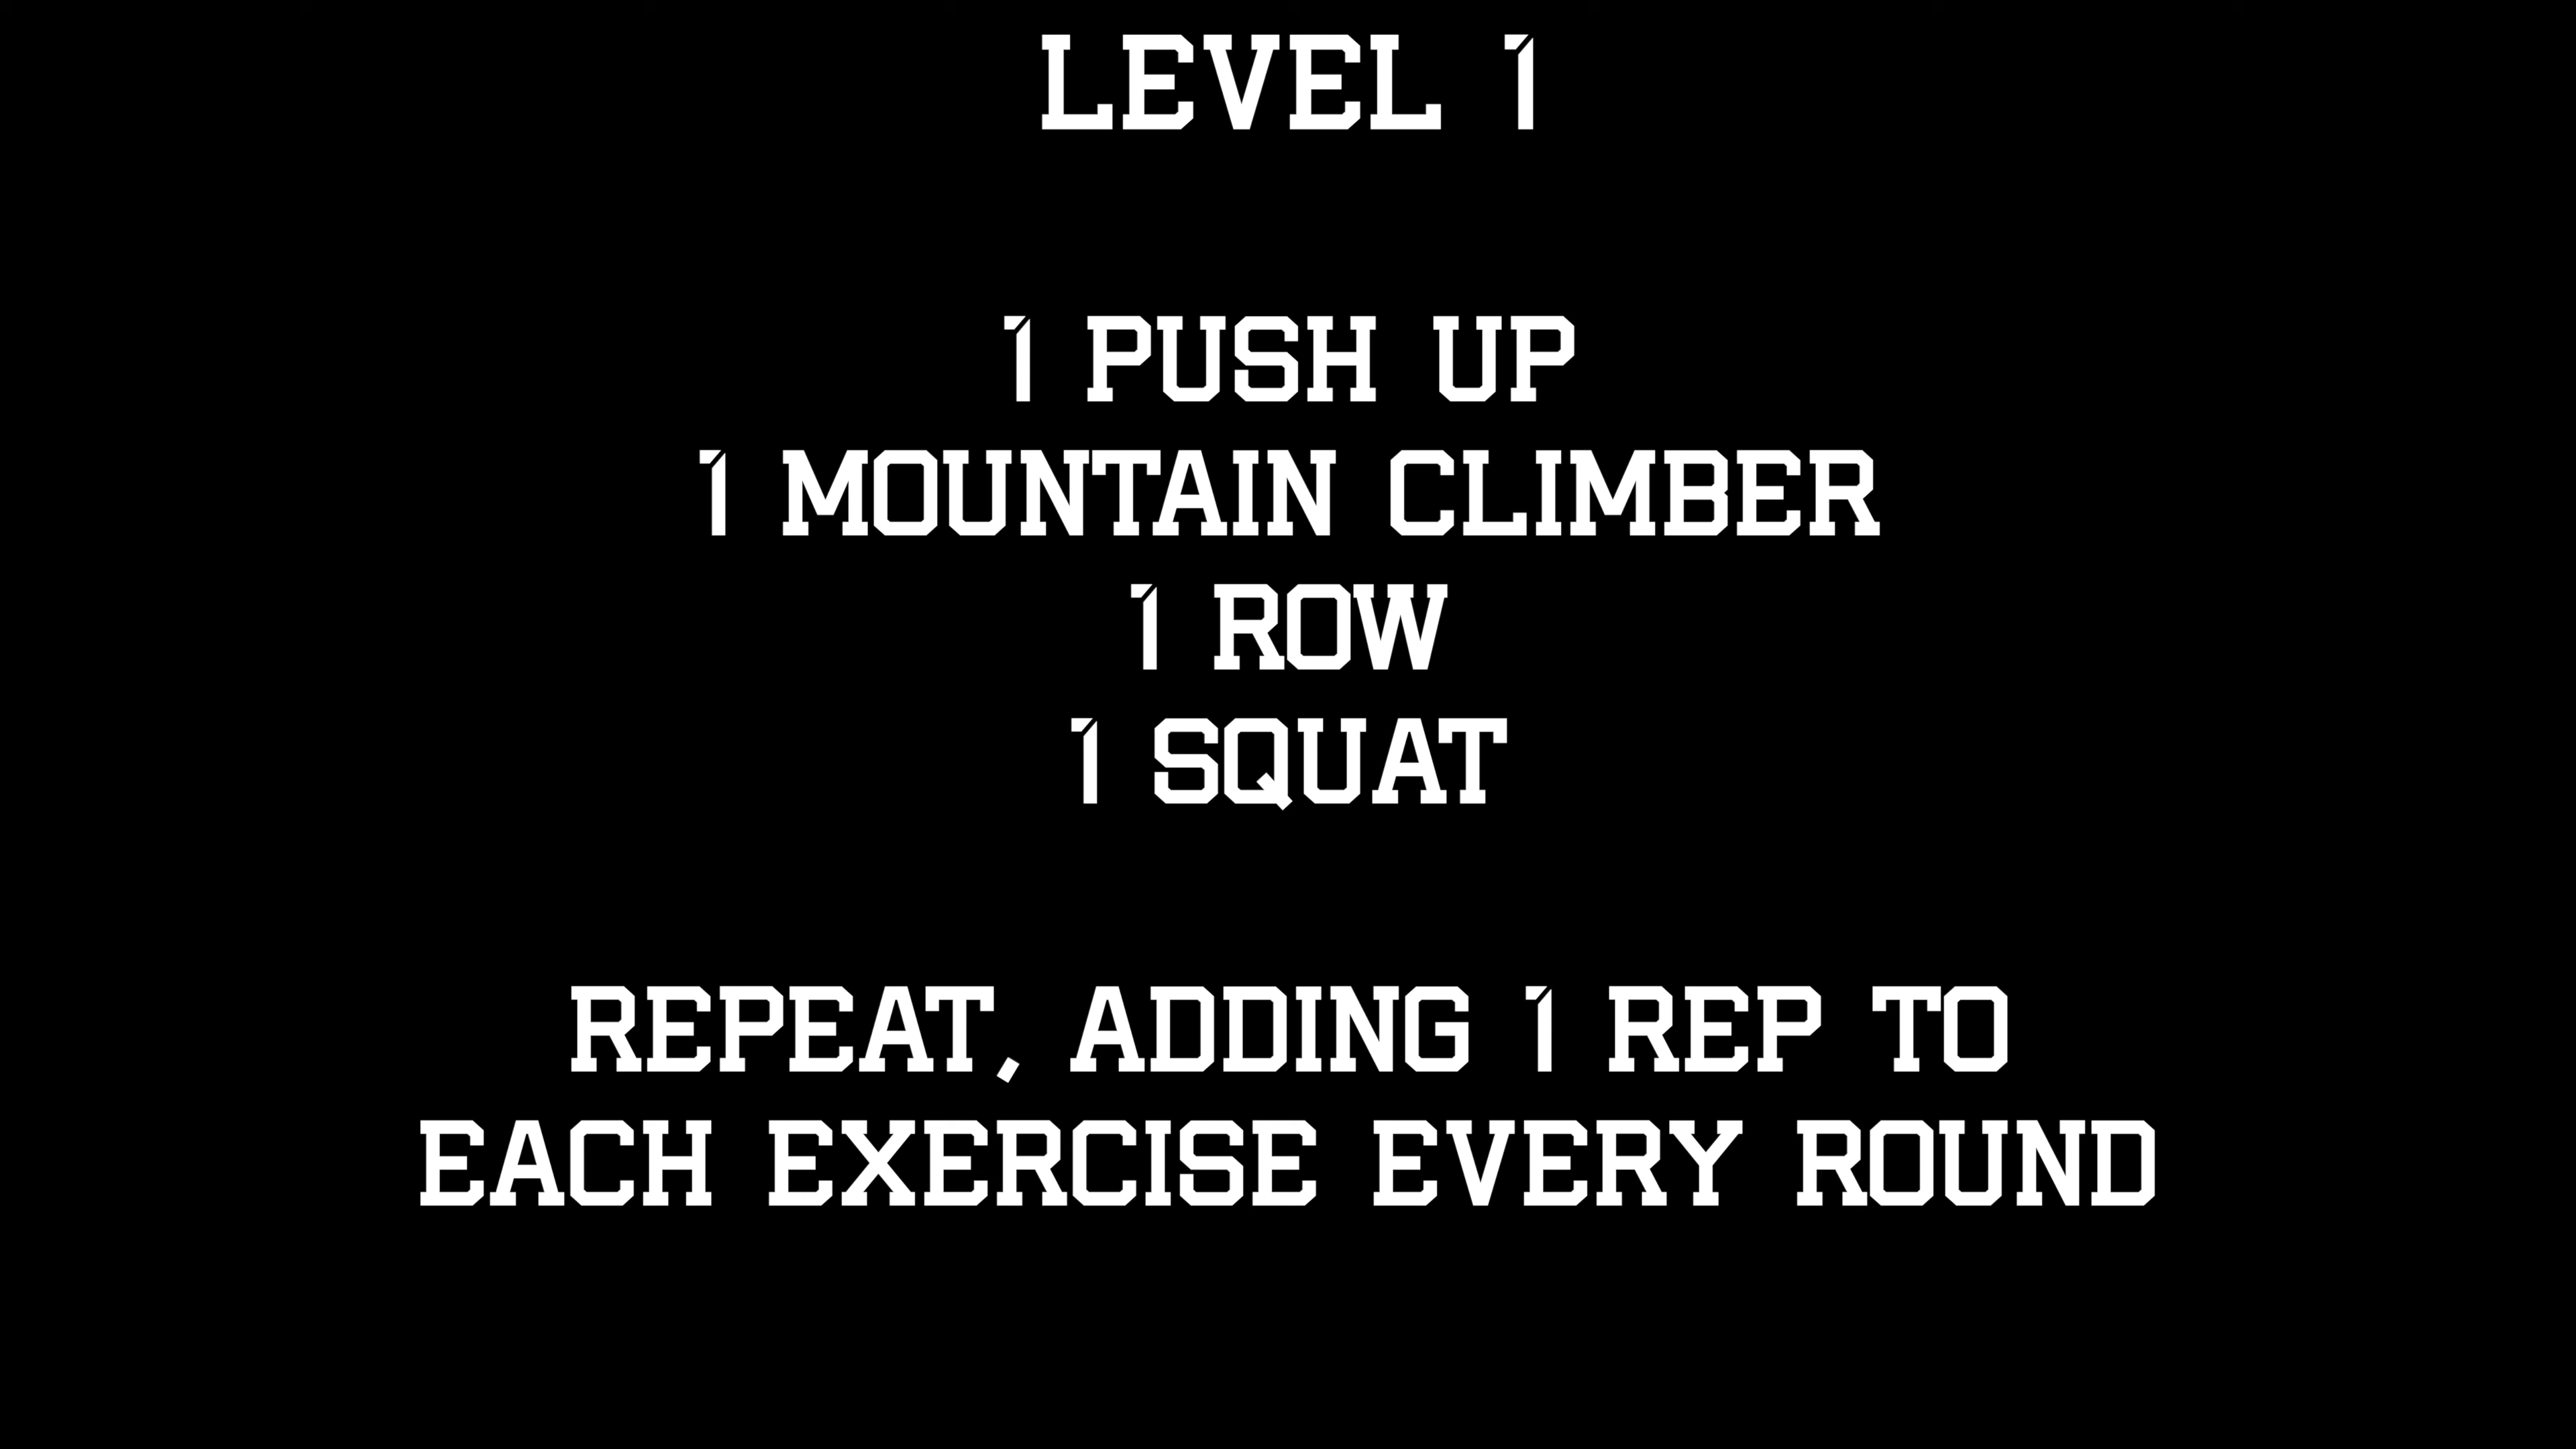 LEVEL 1
1 PUSH UP
1 MOUNTAIN CLIMBER
1 ROW
1 SQUAT
REPEAT, ADDING 1 REP TO
EACH EXERCISE EVERY ROUND